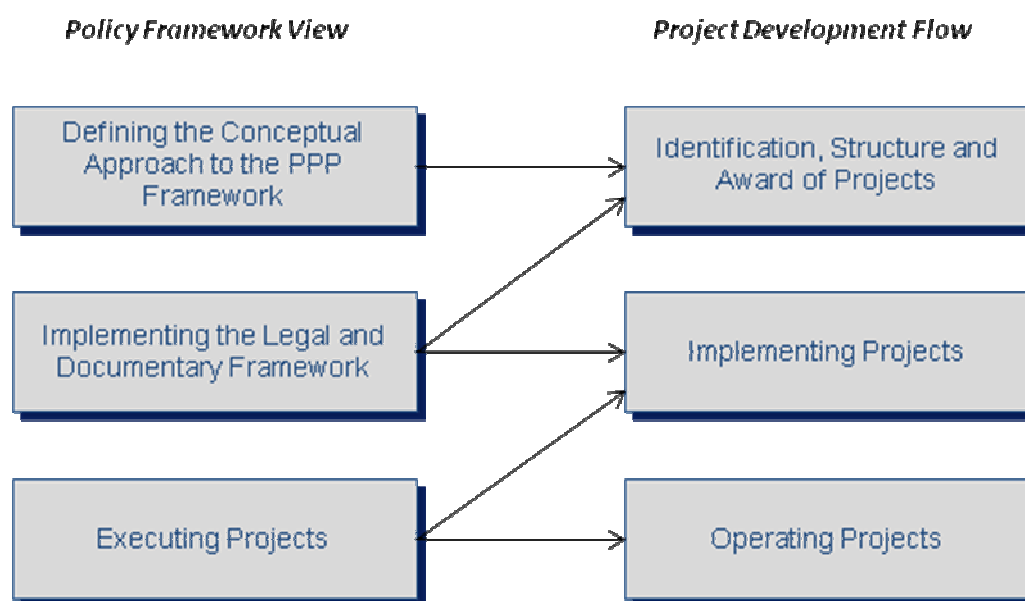 Policy Framework View
Project Development Flow
Defining the Conceptual
Approach to the PPP
Framework
Identification, Structure and
Award of Projects
Implementing the Legal and
Documentary Framework
Implementing Projects
Executing Projects
Operating Projects